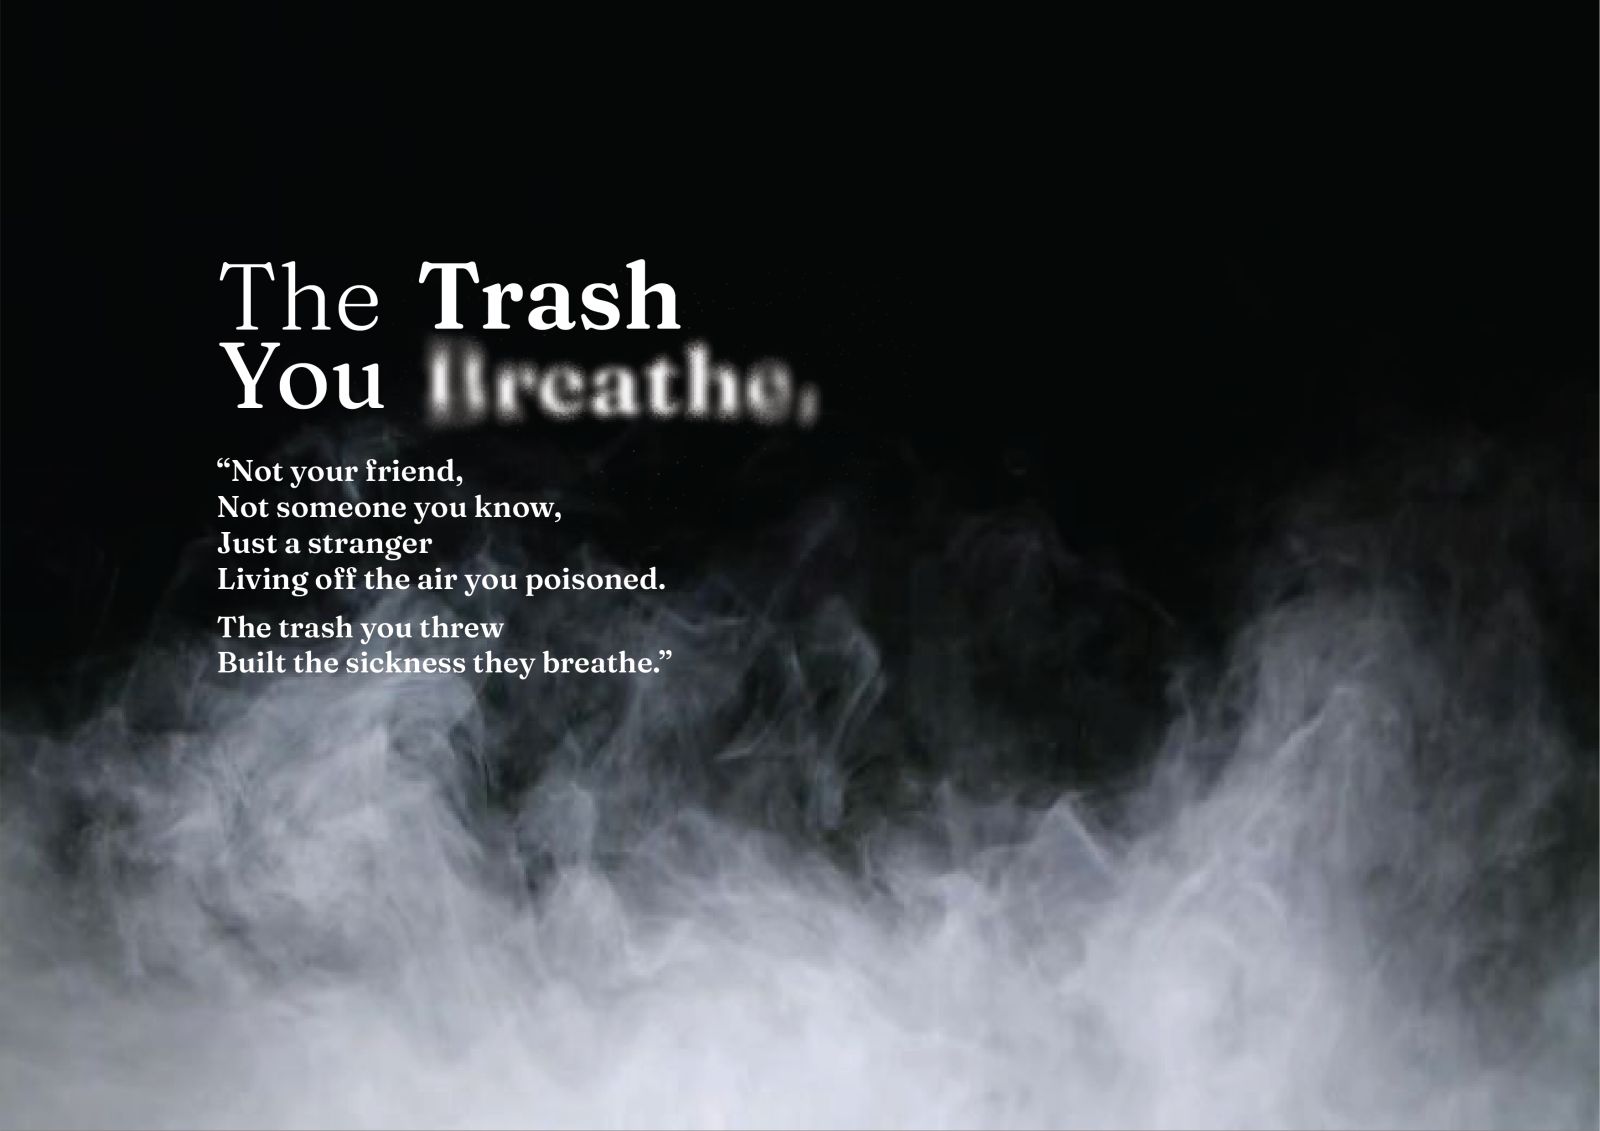 The Trash
You Breathe,
“Not your friend,
Not someone you know,
Just a stranger
Living off the air you poisoned.
The trash you threw
Built the sickness they breathe.”